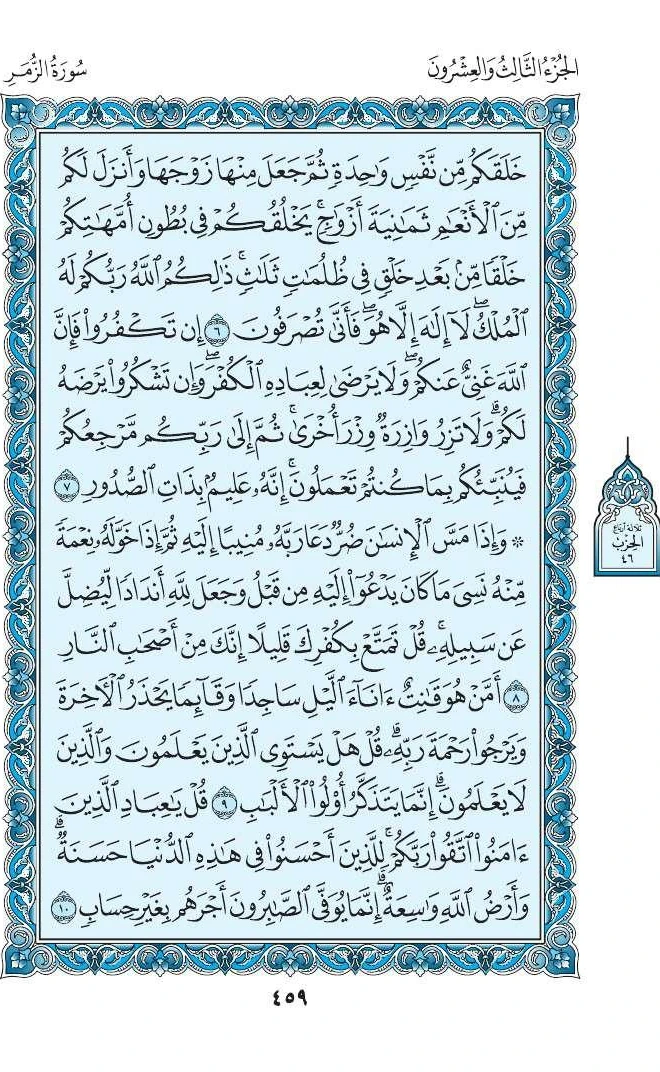 الجُزْءُ الثَّالِثُ وَالعِشْرُونَ
سُورَةُ الزُّمَرِ
خَلَقَكُم مِّن نَّفْسٍ وَٰحِدَةٍ ثُمَّ جَعَلَ مِنْهَا زَوْجَهَا وَأَنزَلَ لَكُم
مِّنَ ٱلْأَنْعَٰمِ ثَمَٰنِيَةَ أَزْوَٰجٍ ۚ يَخْلُقُكُمْ فِى بُطُونِ أُمَّهَٰتِكُمْ
خَلْقًا مِّنۢ بَعْدِ خَلْقٍ فِى ظُلُمَٰتٍ ثَلَٰثٍ ۚ ذَٰلِكُمُ ٱللَّهُ رَبُّكُمْ لَهُ
ٱلْمُلْكُ ۖ لَآ إِلَٰهَ إِلَّا هُوَ ۖ فَأَنَّىٰ تُصْرَفُونَ ٦ إِن تَكْفُرُوا۟ فَإِنَّ
ٱللَّهَ غَنِىٌّ عَنكُمْ ۖ وَلَا يَرْضَىٰ لِعِبَادِهِ ٱلْكُفْرَ ۖ وَإِن تَشْكُرُوا۟ يَرْضَهُ
لَكُمْ ۗ وَلَا تَزِرُ وَازِرَةٌ وِزْرَ أُخْرَىٰ ۗ ثُمَّ إِلَىٰ رَبِّكُم مَّرْجِعُكُمْ
فَيُنَبِّئُكُم بِمَا كُنتُمْ تَعْمَلُونَ ۚ إِنَّهُۥ عَلِيمٌۢ بِذَاتِ ٱلصُّدُورِ ٧
۞ وَإِذَا مَسَّ ٱلْإِنسَٰنَ ضُرٌّ دَعَا رَبَّهُۥ مُنِيبًا إِلَيْهِ ثُمَّ إِذَا خَوَّلَهُۥ نِعْمَةً
مِّنْهُ نَسِىَ مَا كَانَ يَدْعُوٓا۟ إِلَيْهِ مِن قَبْلُ وَجَعَلَ لِلَّهِ أَندَادًا لِّيُضِلَّ
عَن سَبِيلِهِۦ ۚ قُلْ تَمَتَّعْ بِكُفْرِكَ قَلِيلًا ۖ إِنَّكَ مِنْ أَصْحَٰبِ ٱلنَّارِ
٨ أَمَّنْ هُوَ قَٰنِتٌ ءَانَآءَ ٱلَّيْلِ سَاجِدًا وَقَآئِمًا يَحْذَرُ ٱلْءَاخِرَةَ
وَيَرْجُوا۟ رَحْمَةَ رَبِّهِۦ ۗ قُلْ هَلْ يَسْتَوِى ٱلَّذِينَ يَعْلَمُونَ وَٱلَّذِينَ
لَا يَعْلَمُونَ ۗ إِنَّمَا يَتَذَكَّرُ أُو۟لُوا۟ ٱلْأَلْبَٰبِ ٩ قُلْ يَٰعِبَادِ ٱلَّذِينَ
ءَامَنُوا۟ ٱتَّقُوا۟ رَبَّكُمْ ۚ لِلَّذِينَ أَحْسَنُوا۟ فِى هَٰذِهِ ٱلدُّنْيَا حَسَنَةٌ ۗ
وَأَرْضُ ٱللَّهِ وَٰسِعَةٌ ۗ إِنَّمَا يُوَفَّى ٱلصَّٰبِرُونَ أَجْرَهُم بِغَيْرِ حِسَابٍ ١٠
ثلاثة أرباع
الحزب
٤٦
٤٥٩